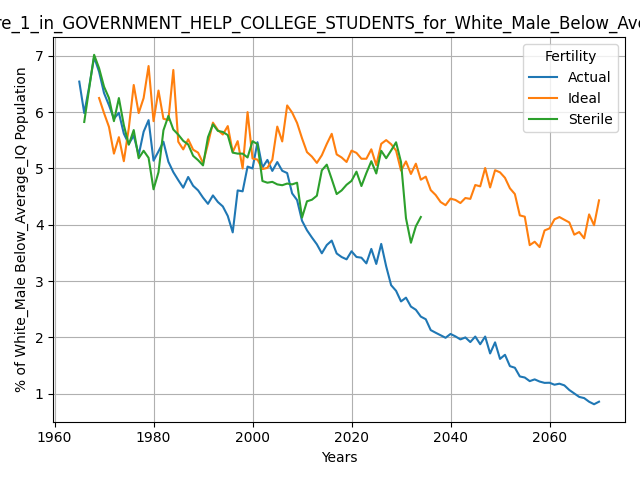 re_1_in_GOVERNMENT_HELP_COLLEGE_STUDENTS_for_White_Male_Below_Ave
Fertility
Actual
Ideal
Sterile
% of White_Male Below_Average_IQ Population
7
6
5
4
3
2
1
1960
1980
2000
2020
2040
2060
Years